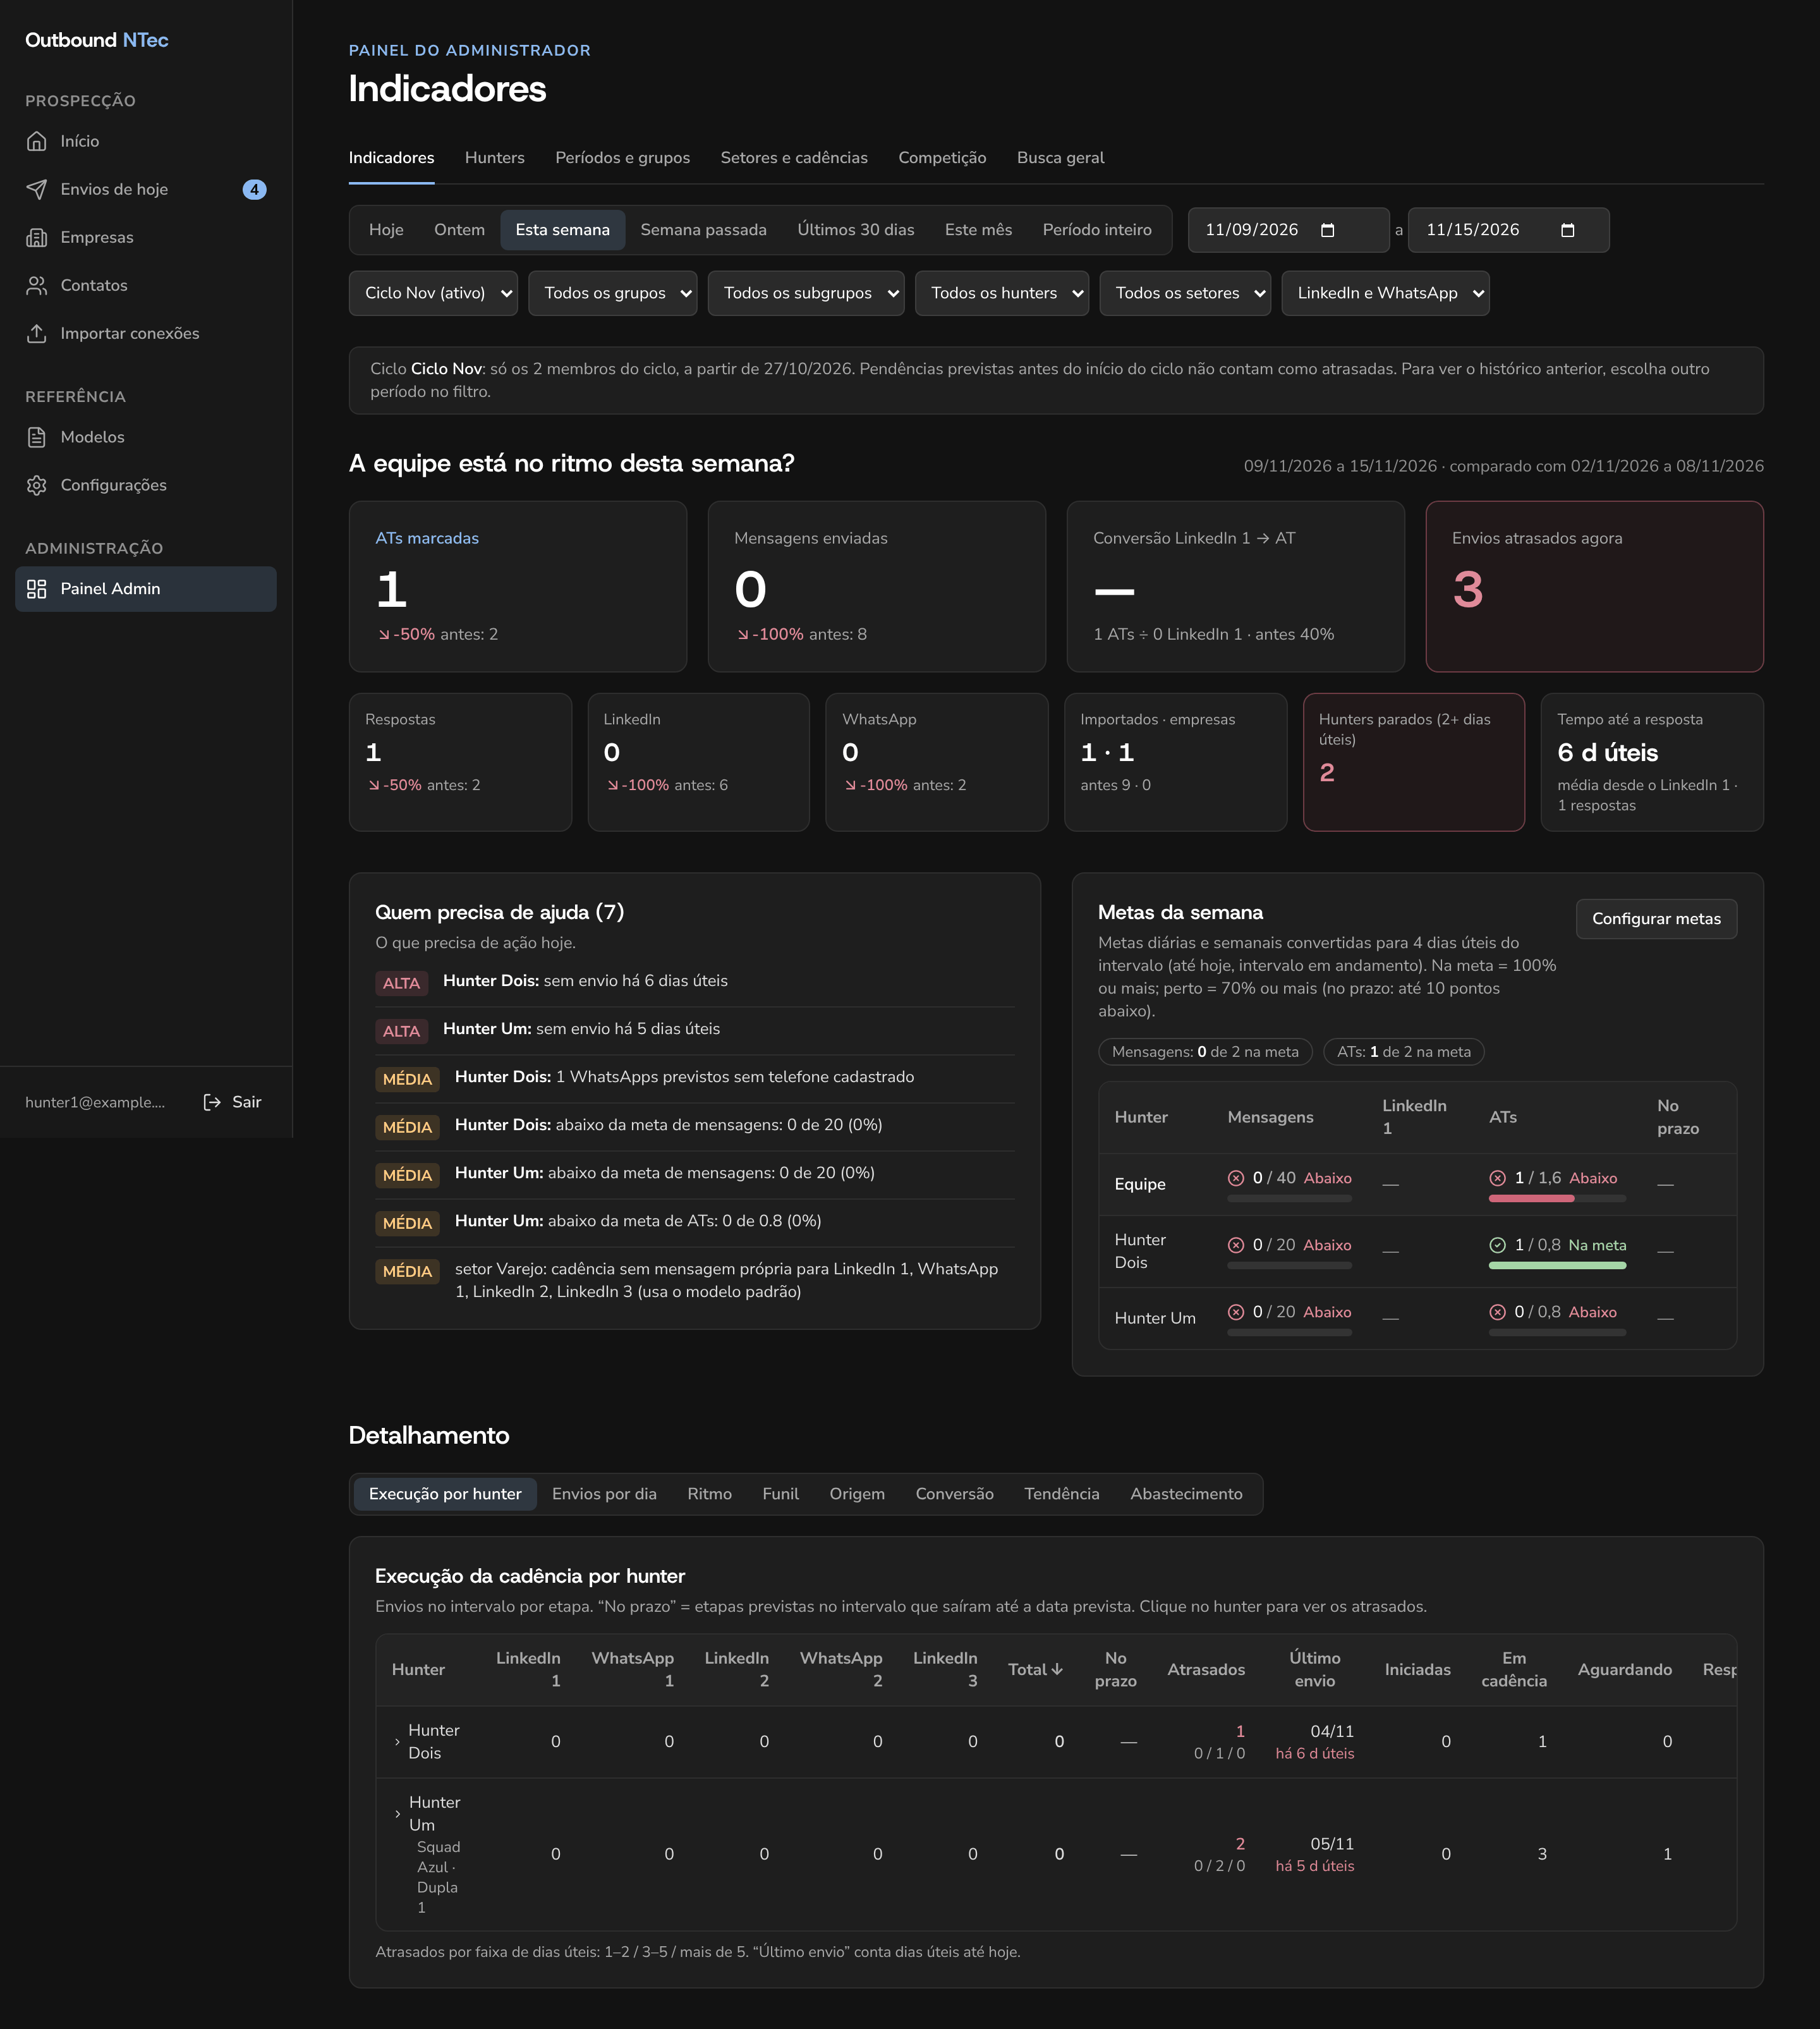 Outbound NTec
PROSPECÇÃO
Início
Envios de hoje
4
Empresas
Contatos
Importar conexões
REFERÊNCIA
Modelos
Configurações
ADMINISTRAÇÃO
Painel Admin
hunter1@example....
Sair
PAINEL DO ADMINISTRADOR
Indicadores
Indicadores Hunters Períodos e grupos Setores e cadências Competição Busca geral
Hoje Ontem Esta semana Semana passada Últimos 30 dias Este mês Período inteiro 11/09/2026 a 11/15/2026
Ciclo Nov (ativo) Todos os grupos Todos os subgrupos Todos os hunters Todos os setores LinkedIn e WhatsApp
Ciclo Ciclo Nov: só os 2 membros do ciclo, a partir de 27/10/2026. Pendências previstas antes do início do ciclo não contam como atrasadas. Para ver o histórico anterior, escolha outro
período no filtro.
A equipe está no ritmo desta semana?
09/11/2026 a 15/11/2026 · comparado com 02/11/2026 a 08/11/2026
ATs marcadas
1
↘ -50% antes: 2
Mensagens enviadas
0
↘ -100% antes: 8
Conversão LinkedIn 1 → AT
—
1 ATs ÷ 0 LinkedIn 1 · antes 40%
Envios atrasados agora
3
Respostas
1
↘ -50% antes: 2
LinkedIn
0
↘ -100% antes: 6
WhatsApp
0
↘ -100% antes: 2
Importados · empresas
1 · 1
antes 9 · 0
Hunters parados (2+ dias
úteis)
2
Tempo até a resposta
6 d úteis
média desde o LinkedIn 1 ·
1 respostas
Quem precisa de ajuda (7)
O que precisa de ação hoje.
ALTA Hunter Dois: sem envio há 6 dias úteis
ALTA Hunter Um: sem envio há 5 dias úteis
MÉDIA Hunter Dois: 1 WhatsApps previstos sem telefone cadastrado
MÉDIA Hunter Dois: abaixo da meta de mensagens: 0 de 20 (0%)
MÉDIA Hunter Um: abaixo da meta de mensagens: 0 de 20 (0%)
MÉDIA Hunter Um: abaixo da meta de ATs: 0 de 0.8 (0%)
MÉDIA setor Varejo: cadência sem mensagem própria para LinkedIn 1, WhatsApp
1, LinkedIn 2, LinkedIn 3 (usa o modelo padrão)
Metas da semana
Configurar metas
Metas diárias e semanais convertidas para 4 dias úteis do
intervalo (até hoje, intervalo em andamento). Na meta = 100%
ou mais; perto = 70% ou mais (no prazo: até 10 pontos
abaixo).
Mensagens: 0 de 2 na meta ATs: 1 de 2 na meta
Hunter Mensagens LinkedIn 1 ATs No prazo
Equipe 0 / 40 Abaixo — 1 / 1,6 Abaixo —
Hunter Dois 0 / 20 Abaixo — 1 / 0,8 Na meta —
Hunter Um 0 / 20 Abaixo — 0 / 0,8 Abaixo —
Detalhamento
Execução por hunter Envios por dia Ritmo Funil Origem Conversão Tendência Abastecimento
Execução da cadência por hunter
Envios no intervalo por etapa. “No prazo” = etapas previstas no intervalo que saíram até a data prevista. Clique no hunter para ver os atrasados.
Hunter LinkedIn 1 WhatsApp 1 LinkedIn 2 WhatsApp 2 LinkedIn 3 Total ↓ No prazo Atrasados Último envio Iniciadas Em cadência Aguardando Resp
Hunter Dois 0 0 0 0 0 0 — 1 04/11 0 1 0
0 / 1 / 0 há 6 d úteis
Hunter Um
Squad Azul · Dupla 1
0 0 0 0 0 0 — 2 05/11 0 3 1
0 / 2 / 0 há 5 d úteis
Atrasados por faixa de dias úteis: 1–2 / 3–5 / mais de 5. “Último envio” conta dias úteis até hoje.